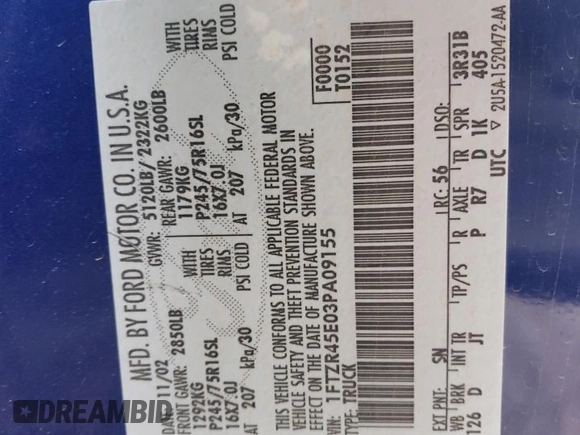 MFD. BY FORD MOTOR CO. IN U.S.A.
DATE: 11/02 GVWR: 5120LB/ 2322KG
FRONT GAWR: 2850LB REAR GAWR: 2600LB
1292KG WITH 1179KG WITH
P245/75R16SL TIRES P245/75R16SL TIRES
16X7.0J RIMS 16X7.0J RIMS
AT 207 kPa/30 PSI COLD AT 207 kPa/30 PSI COLD
THIS VEHICLE CONFORMS TO ALL APPLICABLE FEDERAL MOTOR
VEHICLE SAFETY AND THEFT PREVENTION STANDARDS IN
EFFECT ON THE DATE OF MANUFACTURE SHOWN ABOVE.
VIN: 1FTZR45E03PA09155 F0000
TYPE: TRUCK T0152
EXT PNT: SN RC: 56 DSO:
WB BRK INT TR TP/PS R AXLE TR SPR 3R31B
126 D JT P R7 D 1K 405
UTC ▽ 2U5A-1520472-AA
DREAMBID